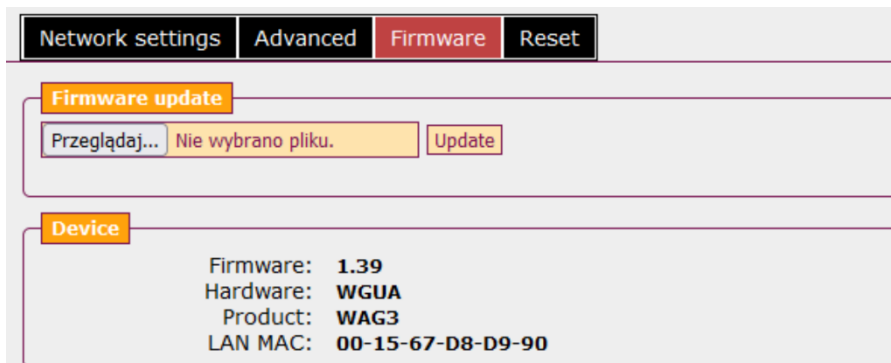 Network settings Advanced Firmware Reset
Firmware update
Przeglądaj... Nie wybrano pliku. Update
Device
Firmware: 1.39
Hardware: WGUA
Product: WAG3
LAN MAC: 00-15-67-D8-D9-90